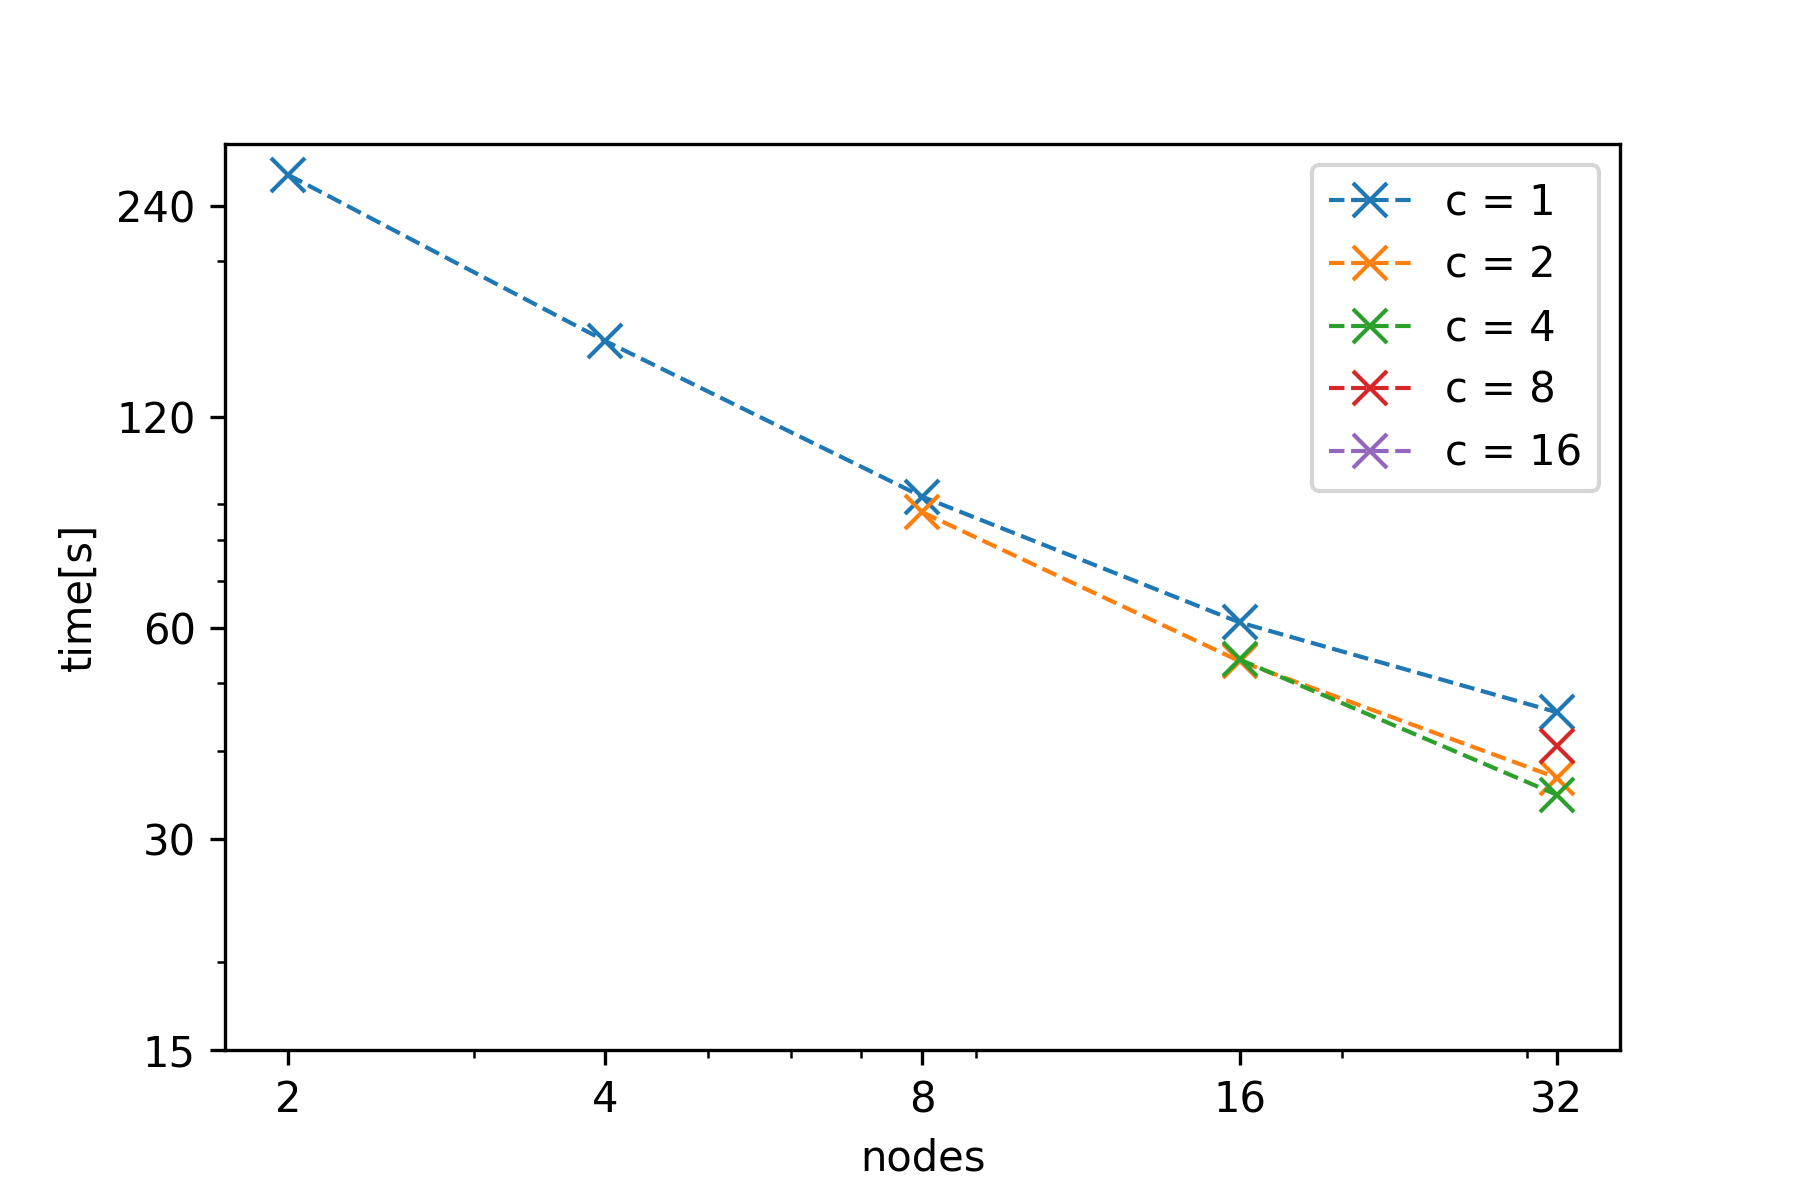 240
120
60
30
15
time[s]
2 4 8 16 32
nodes
c = 1
c = 2
c = 4
c = 8
c = 16